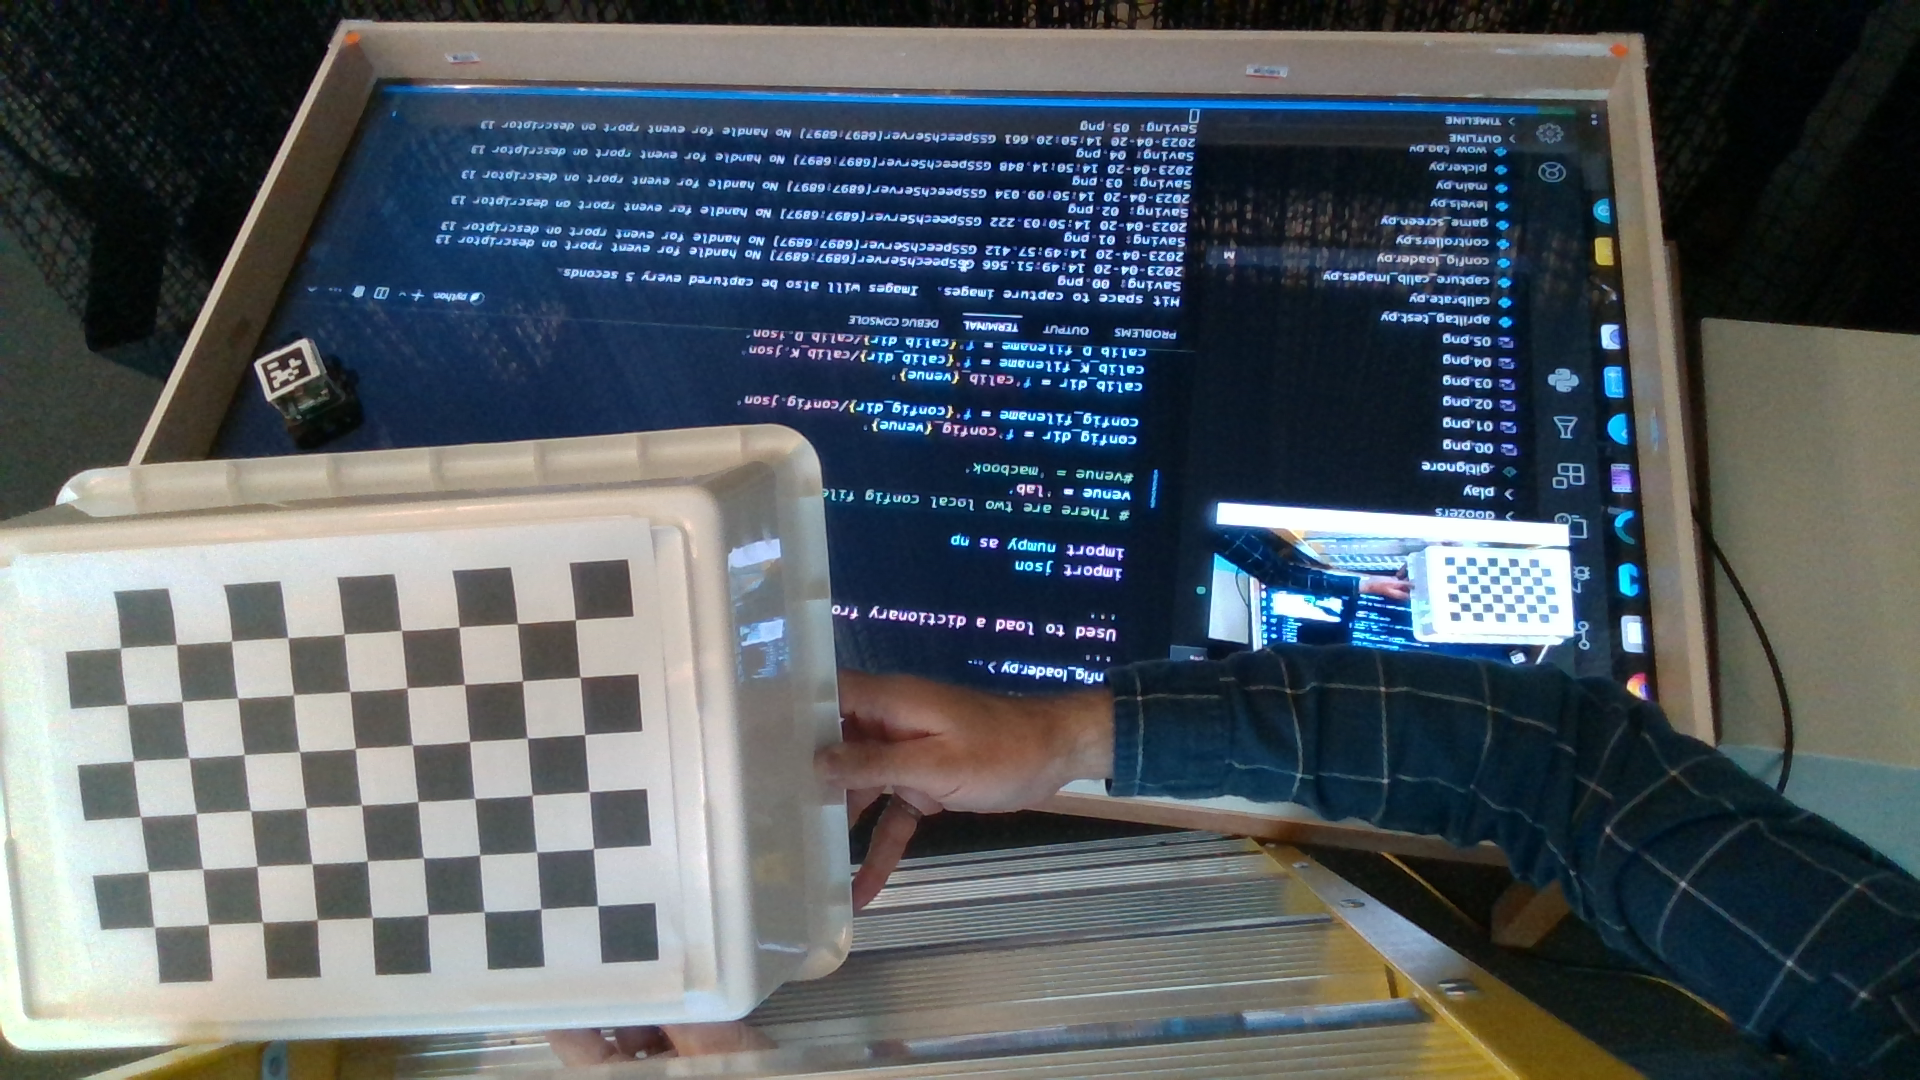 nfig_loader.py > ...
'''
Used to load a dictionary fro
'''
import json
import numpy as np
# There are two local config file
venue = 'lab'
#venue = 'macbook'
config_dir = f'config_{venue}'
config_filename = f'{config_dir}/config.json'
calib_dir = f'calib_{venue}'
calib_K_filename = f'{calib_dir}/calib_K.json'
calib_D_filename = f'{calib_dir}/calib_D.json'
PROBLEMS OUTPUT TERMINAL DEBUG CONSOLE
python
Hit space to capture images. Images will also be captured every 5 seconds.
Saving: 00.png
2023-04-20 14:49:51.566 GSSpeechServer[6897:6897] No handle for event rport on descriptor 13
Saving: 01.png
2023-04-20 14:49:57.412 GSSpeechServer[6897:6897] No handle for event rport on descriptor 13
Saving: 02.png
2023-04-20 14:50:03.222 GSSpeechServer[6897:6897] No handle for event rport on descriptor 13
Saving: 03.png
2023-04-20 14:50:09.034 GSSpeechServer[6897:6897] No handle for event rport on descriptor 13
Saving: 04.png
2023-04-20 14:50:14.848 GSSpeechServer[6897:6897] No handle for event rport on descriptor 13
Saving: 05.png
2023-04-20 14:50:20.661 GSSpeechServer[6897:6897] No handle for event rport on descriptor 13
> doozers
> play
.gitignore
00.png
01.png
02.png
03.png
04.png
05.png
apriltag_test.py
calibrate.py
capture_calib_images.py
config_loader.py M
controllers.py
game_screen.py
levels.py
main.py
picker.py
> OUTLINE
> TIMELINE